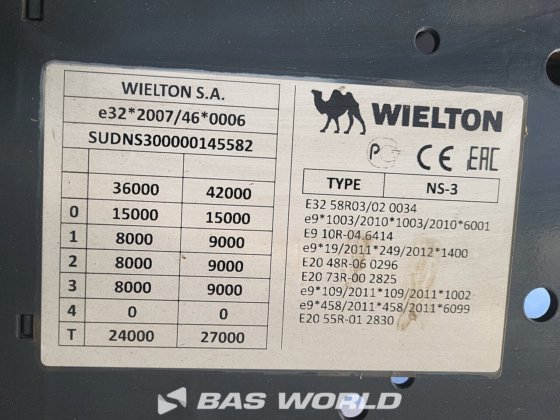 WIELTON S.A.
e32*2007/46*0006
SUDNS300000145582
36000 42000
0 15000 15000
1 8000 9000
2 8000 9000
3 8000 9000
4 0 0
T 24000 27000
WIELTON
CE EAC
TYPE NS-3
E32 58R03/02 0034
e9*1003/2010*1003/2010*6001
E9 10R-04.6414
e9*19/2011*249/2012*1400
E20 48R-06 0296
E20 73R-00 2825
e9*109/2011*109/2011*1002
e9*458/2011*458/2011*6099
E20 55R-01 2830
BAS WORLD